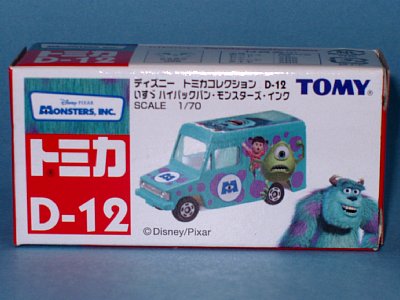 Disney·PIXAR
MONSTERS, INC.
トミカ
D-12
ディズニー トミカコレクション D-12
いすゞ ハイパックバン・モンスターズ・インク
SCALE 1/70
TOMY
©Disney/Pixar